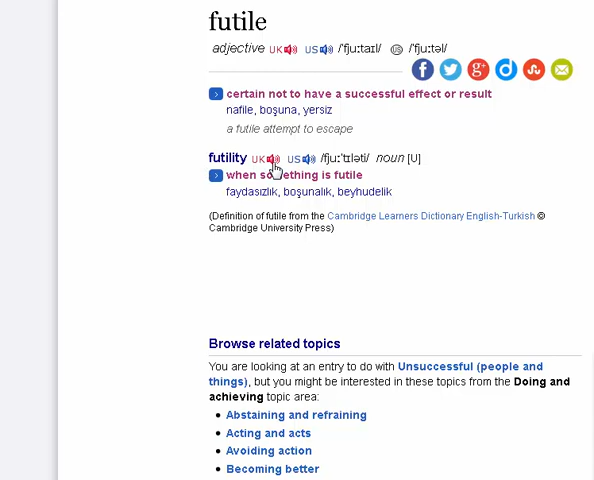 futile
adjective UK US /ˈfjuːtaɪl/ US /ˈfjuːtəl/
certain not to have a successful effect or result
nafile, boşuna, yersiz
a futile attempt to escape
futility UK US /fjuːˈtɪləti/ noun [U]
when something is futile
faydasızlık, boşunalık, beyhudelik
(Definition of futile from the Cambridge Learners Dictionary English-Turkish ©
Cambridge University Press)
Browse related topics
You are looking at an entry to do with Unsuccessful (people and
things), but you might be interested in these topics from the Doing and
achieving topic area:
• Abstaining and refraining
• Acting and acts
• Avoiding action
• Becoming better